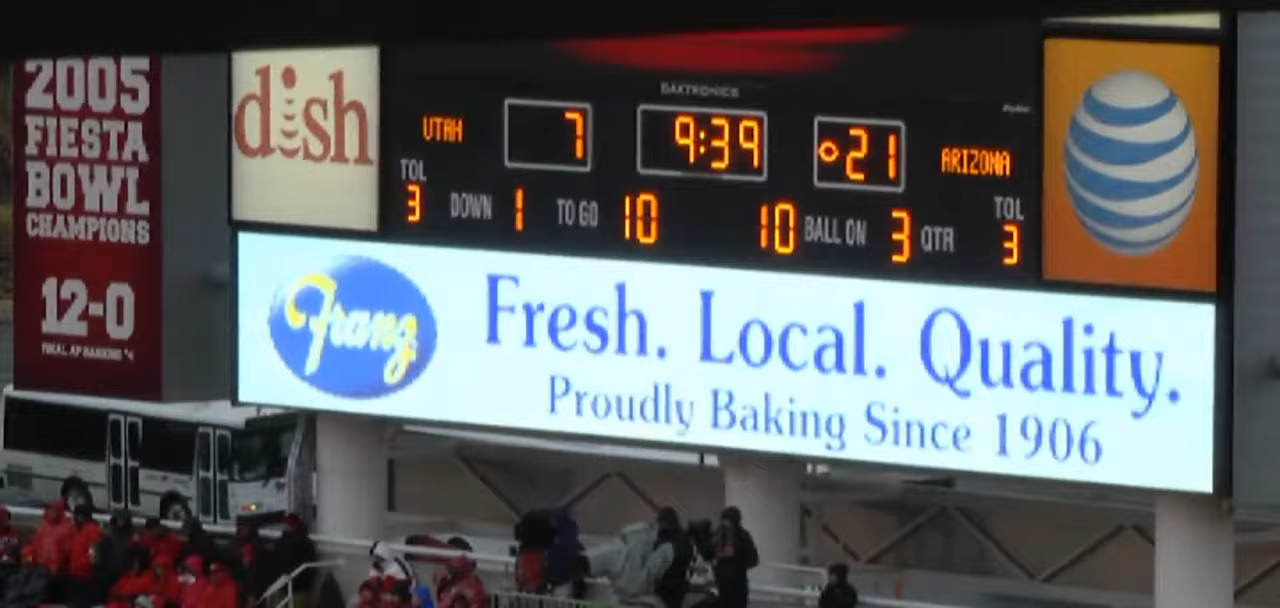 2005
FIESTA
BOWL
CHAMPIONS
12-0
FINAL AP RANKING #4
dish
DAKTRONICS
UTAH 7 9:39 21 ARIZONA
TOL TOL
3 DOWN 1 TO GO 10 10 BALL ON 3 QTR 3
Franz
Fresh. Local. Quality.
Proudly Baking Since 1906